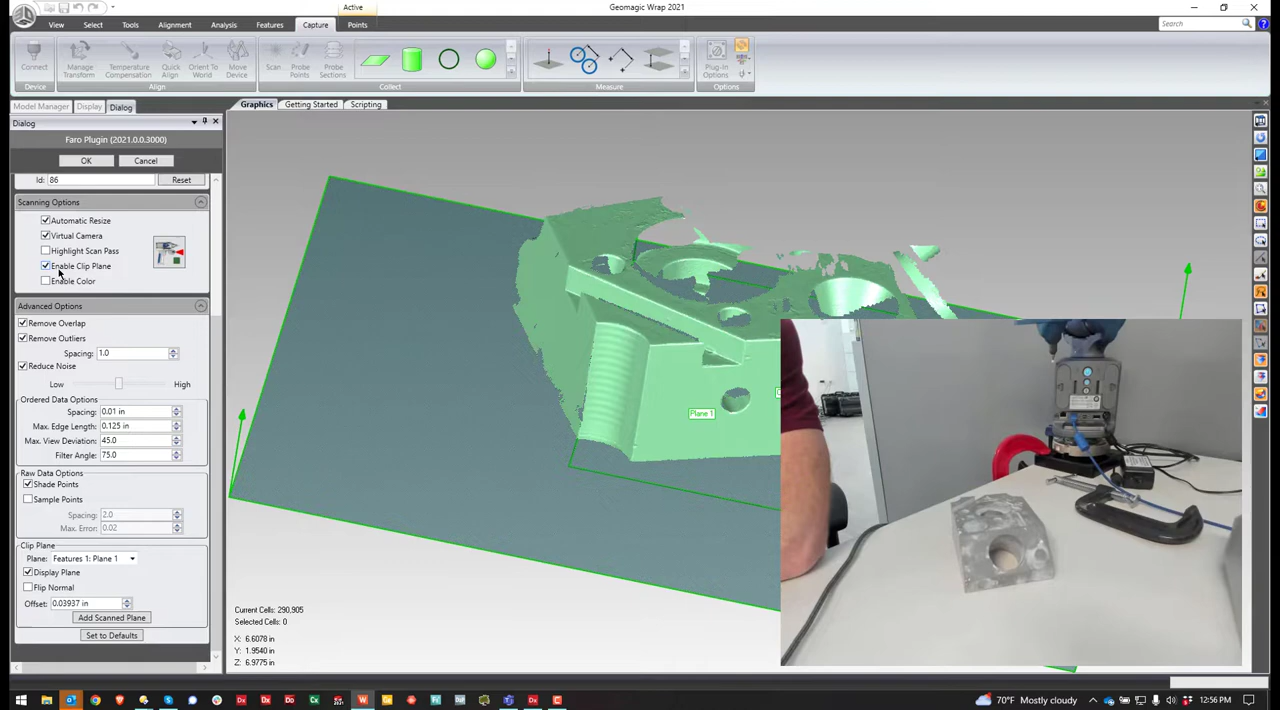 Active
Geomagic Wrap 2021
View Select Tools Alignment Analysis Features Capture Points
Search
Connect
Manage Transform
Temperature Compensation
Quick Align
Orient To World
Move Device
Scan
Probe Points
Probe Sections
Plug-In Options
Device Align Collect Measure Options
Model Manager Display Dialog
Graphics Getting Started Scripting
Dialog
Faro Plugin (2021.0.0.3000)
OK Cancel
Id: 86 Reset
Scanning Options
Automatic Resize
Virtual Camera
Highlight Scan Pass
Enable Clip Plane
Enable Color
Advanced Options
Remove Overlap
Remove Outliers
Spacing: 1.0
Reduce Noise
Low High
Ordered Data Options
Spacing: 0.01 in
Max. Edge Length: 0.125 in
Max. View Deviation: 45.0
Filter Angle: 75.0
Raw Data Options
Shade Points
Sample Points
Spacing: 2.0
Max. Error: 0.02
Clip Plane
Plane: Features 1: Plane 1
Display Plane
Flip Normal
Offset: 0.03937 in
Add Scanned Plane
Set to Defaults
Plane 1
Current Cells: 290,905
Selected Cells: 0
X: 6.6078 in
Y: 1.9540 in
Z: 6.9775 in
70°F Mostly cloudy
12:56 PM